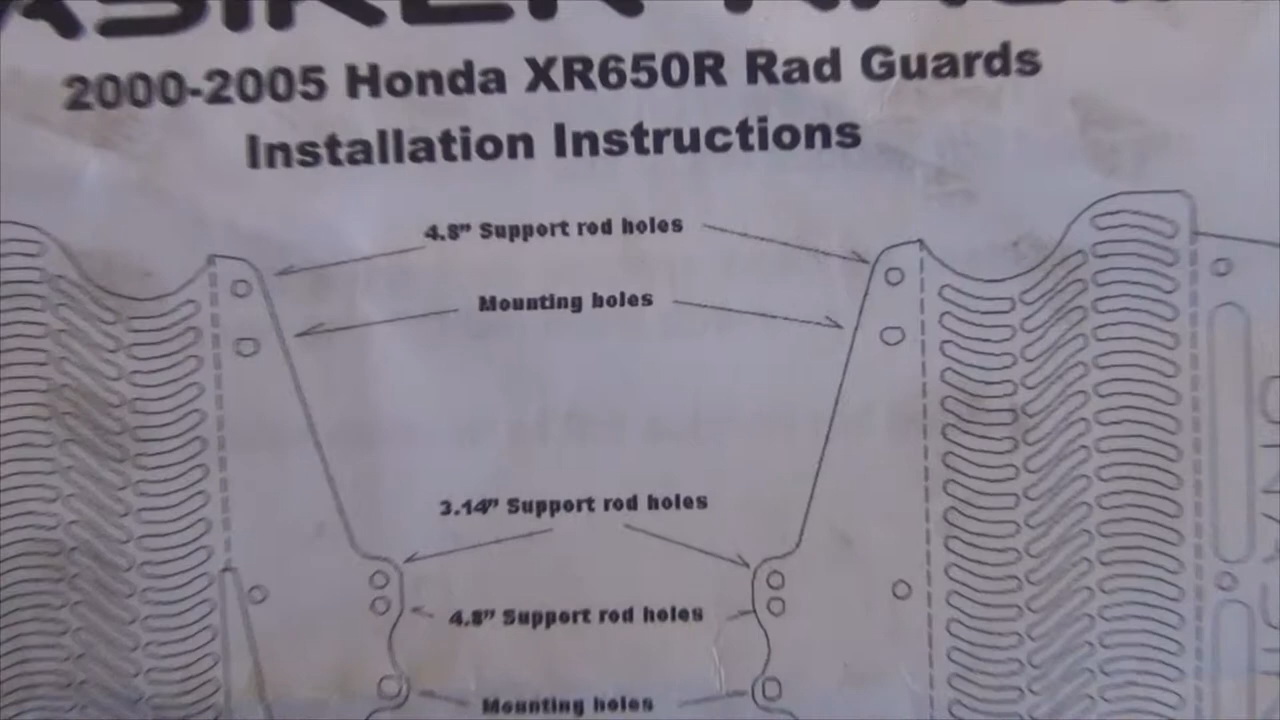 2000-2005 Honda XR650R Rad Guards
Installation Instructions
4.8” Support rod holes
Mounting holes
3.14” Support rod holes
4.8” Support rod holes
Mounting holes